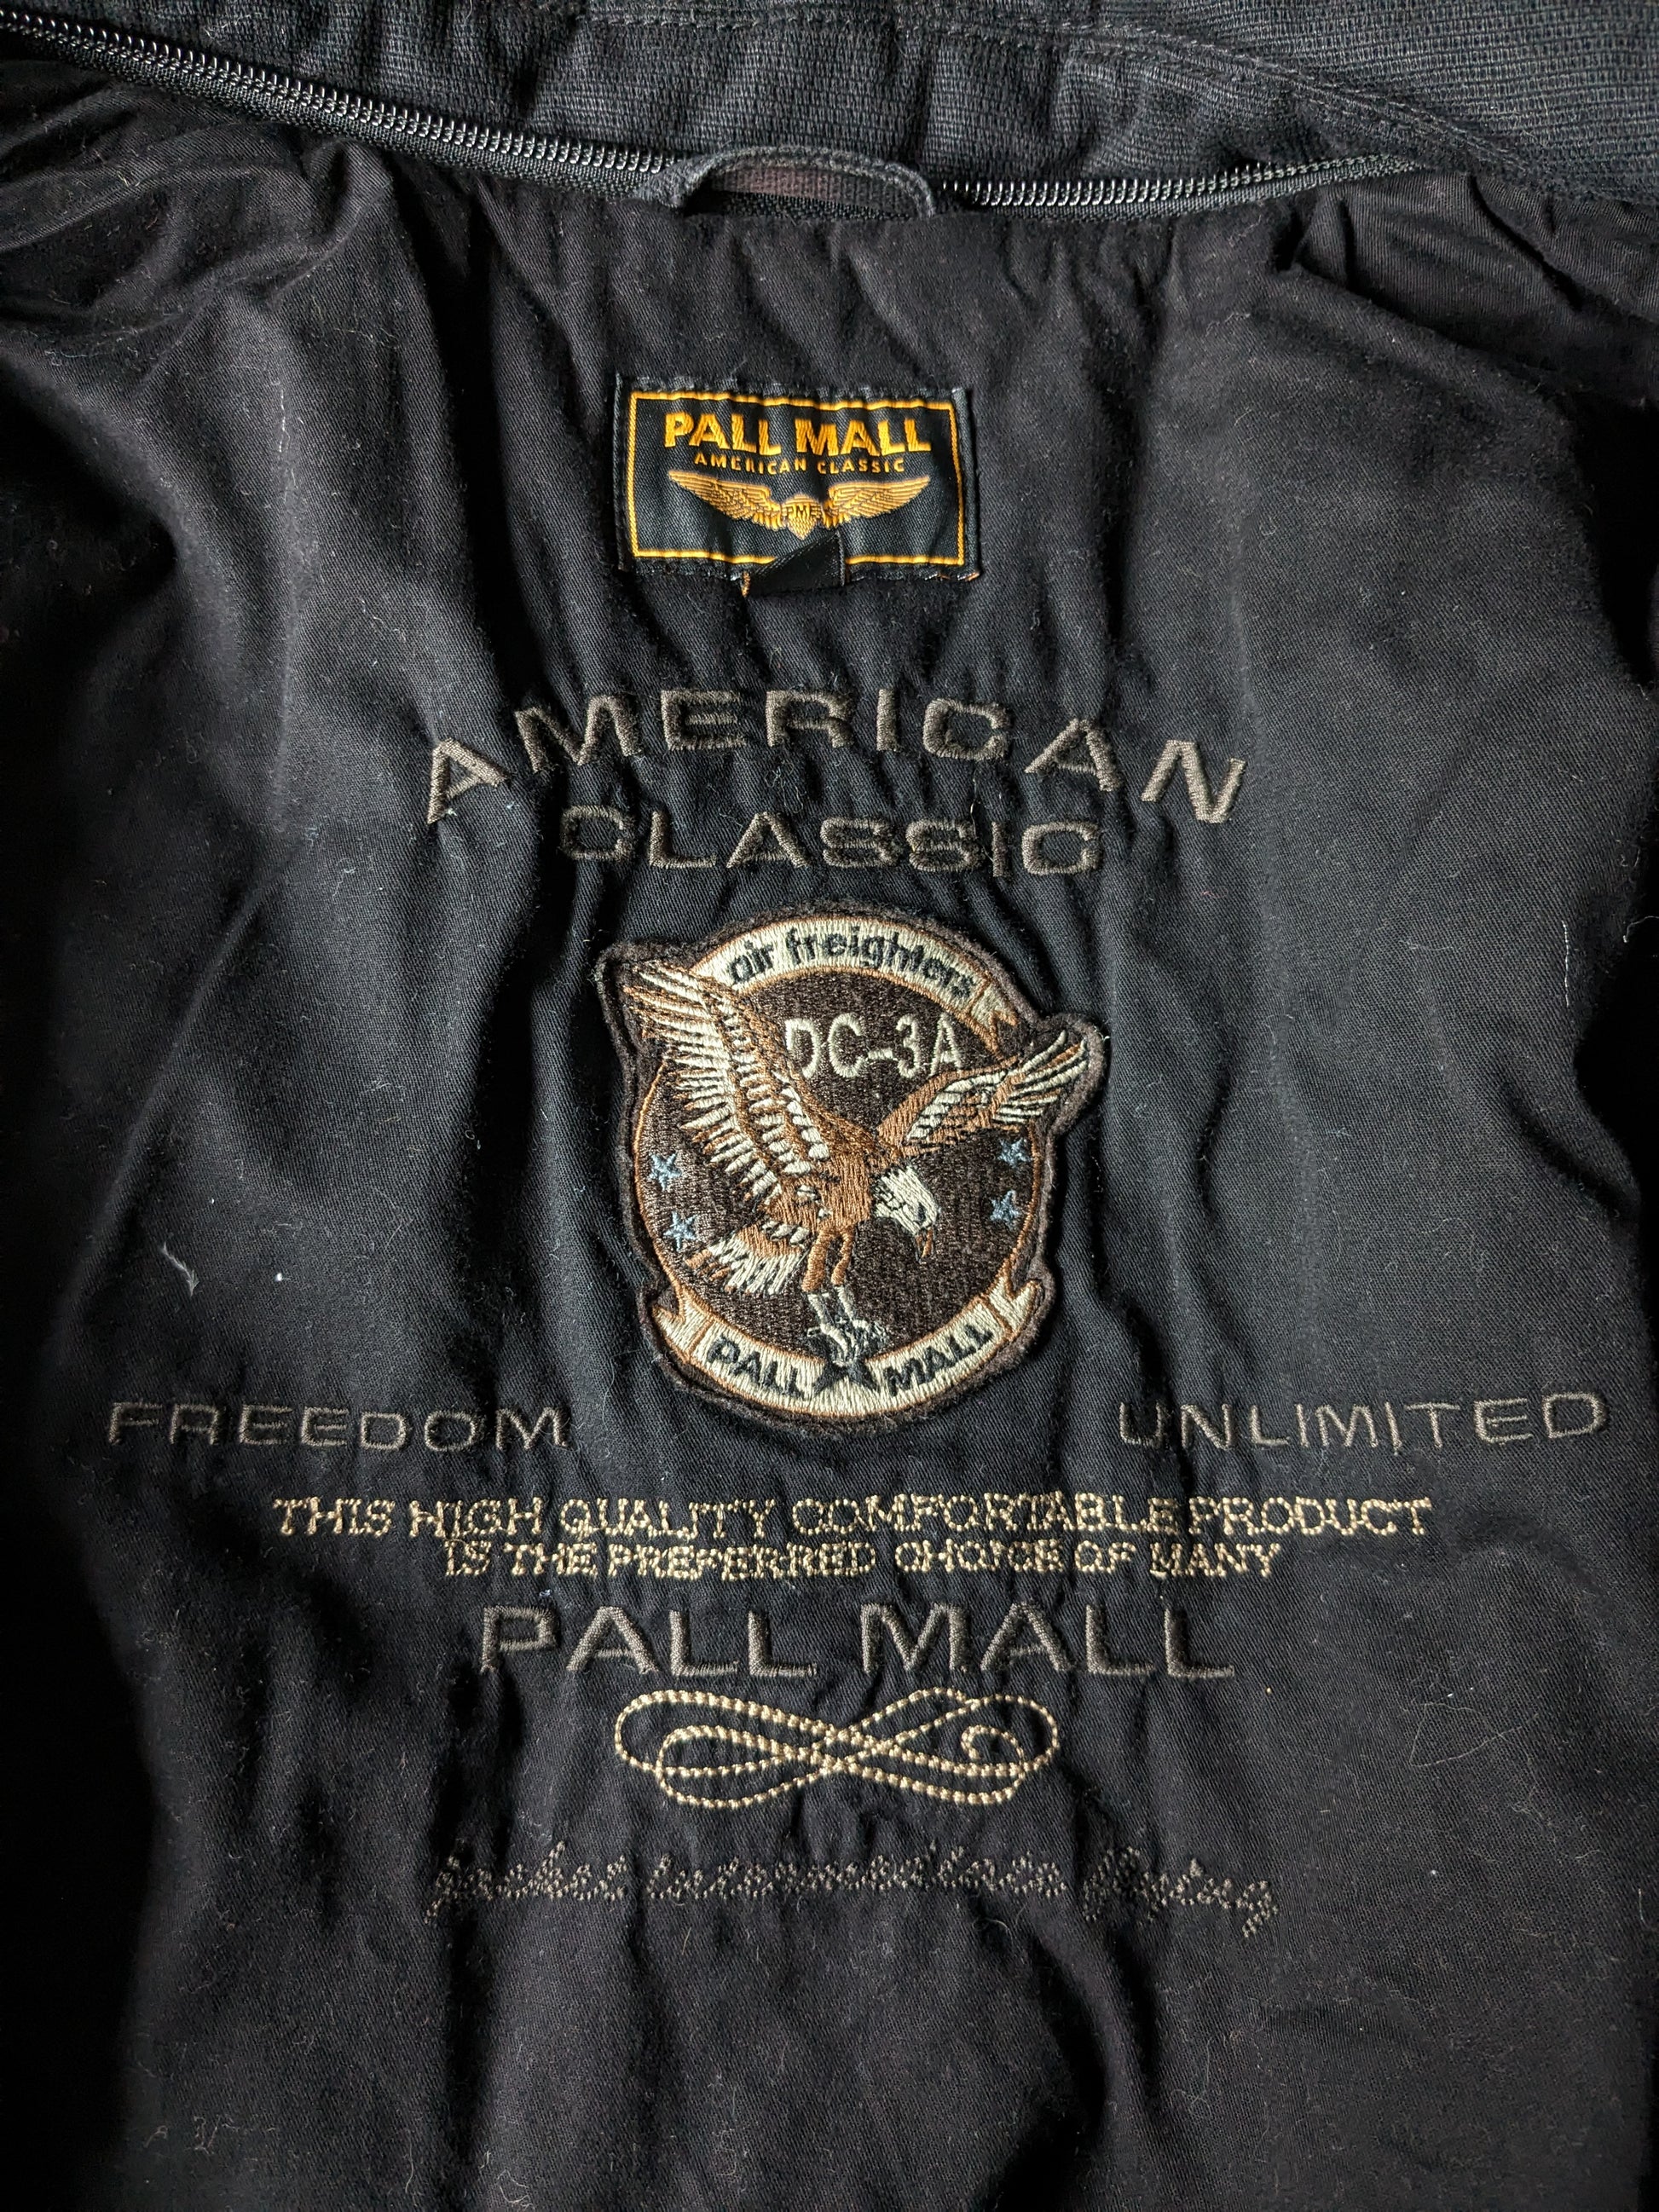 PALL MALL
AMERICAN CLASSIC
PME
AMERICAN
CLASSIC
air freighters
DC-3A
PALL MALL
FREEDOM UNLIMITED
THIS HIGH QUALITY COMFORTABLE PRODUCT
IS THE PREFERRED CHOICE OF MANY
PALL MALL